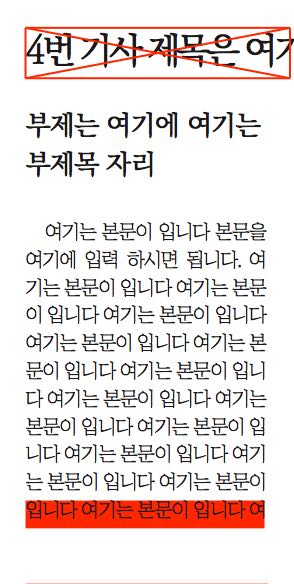 4번 기사 제목은 여기
부제는 여기에 여기는
부제목 자리
여기는 본문이 입니다 본문을
여기에 입력 하시면 됩니다. 여
기는 본문이 입니다 여기는 본문
이 입니다 여기는 본문이 입니다
여기는 본문이 입니다 여기는 본
문이 입니다 여기는 본문이 입니
다 여기는 본문이 입니다 여기는
본문이 입니다 여기는 본문이 입
니다 여기는 본문이 입니다 여기
는 본문이 입니다 여기는 본문이
입니다 여기는 본문이 입니다 여